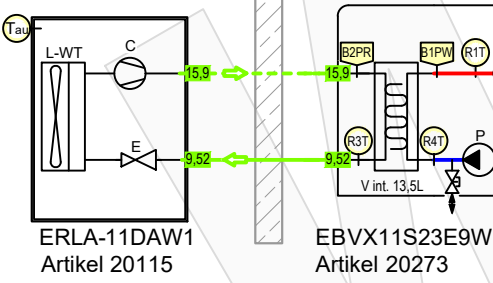 Tau
L-WT
C
E
15,9
9,52
15,9
9,52
B2PR
B1PW
R1T
R3T
R4T
P
V int. 13,5L
ERLA-11DAW1
Artikel 20115
EBVX11S23E9W
Artikel 20273